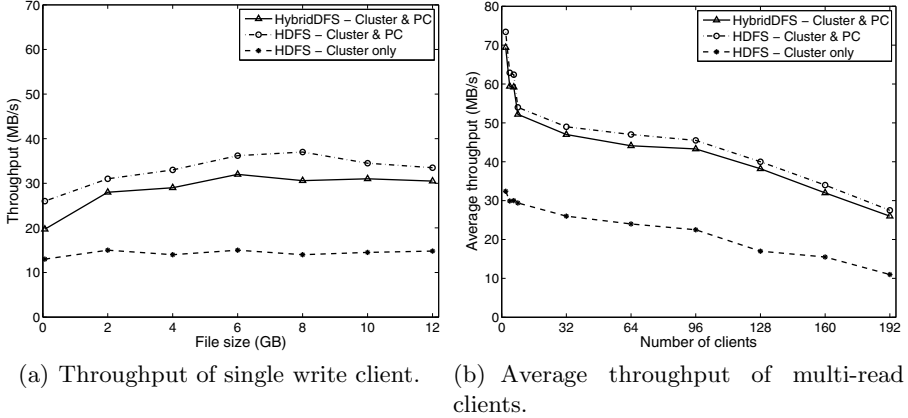 70
60
50
40
30
20
10
0
Throughput (MB/s)
HybridDFS – Cluster & PC
HDFS – Cluster & PC
HDFS – Cluster only
0 2 4 6 8 10 12
File size (GB)
(a) Throughput of single write client.
80
70
60
50
40
30
20
10
0
Average throughput (MB/s)
HybridDFS – Cluster & PC
HDFS – Cluster & PC
HDFS – Cluster only
0 32 64 96 128 160 192
Number of clients
(b) Average throughput of multi-read
clients.